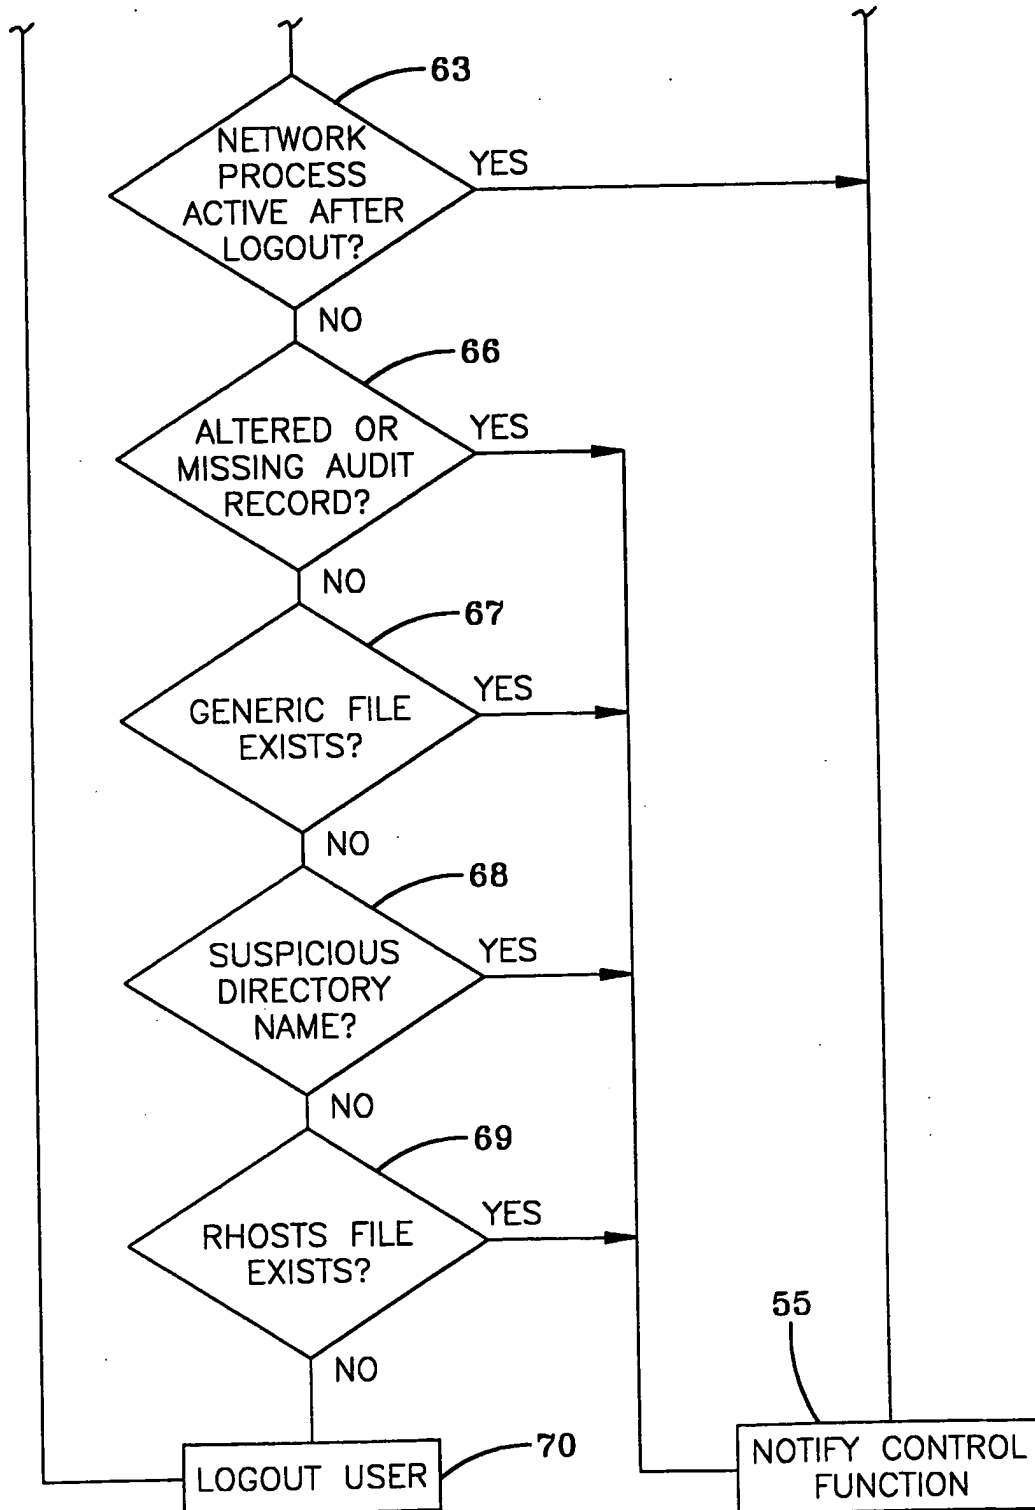 63
NETWORK
PROCESS
ACTIVE AFTER
LOGOUT?
YES
NO
66
ALTERED OR
MISSING AUDIT
RECORD?
YES
NO
67
GENERIC FILE
EXISTS?
YES
NO
68
SUSPICIOUS
DIRECTORY
NAME?
YES
NO
69
RHOSTS FILE
EXISTS?
YES
NO
55
NOTIFY CONTROL
FUNCTION
70
LOGOUT USER